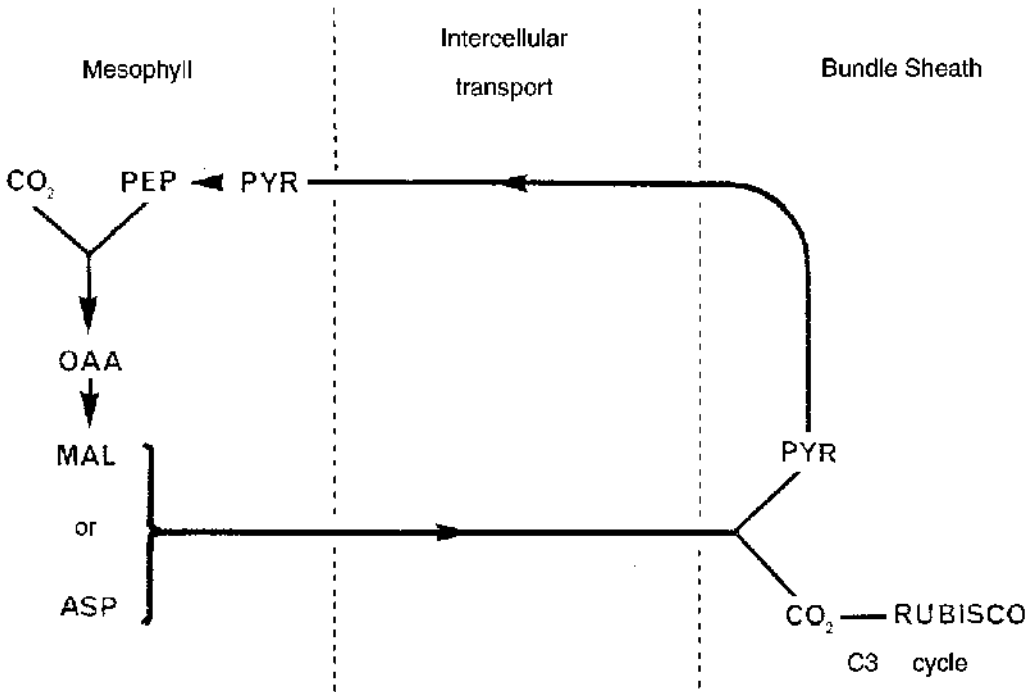 Mesophyll
Intercellular
transport
Bundle Sheath
CO₂ PEP PYR
OAA
MAL
or
ASP
PYR
CO₂ RUBISCO
C3 cycle